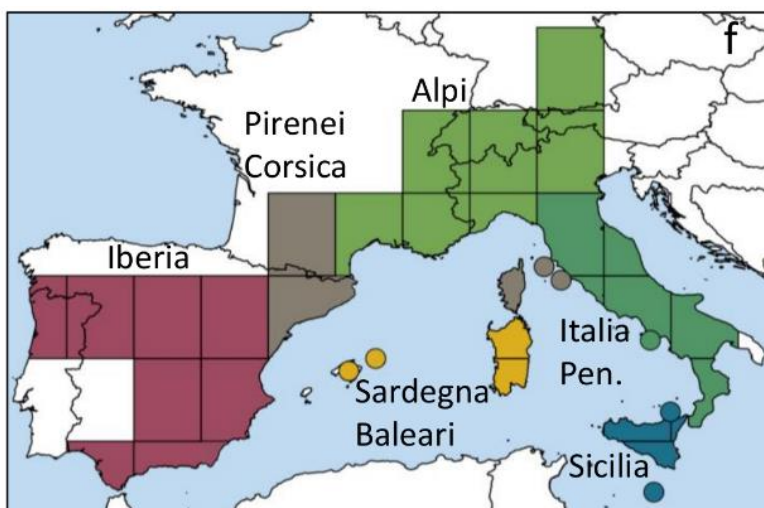 f
Alpi
Pirenei
Corsica
Iberia
Italia
Pen.
Sardegna
Baleari
Sicilia